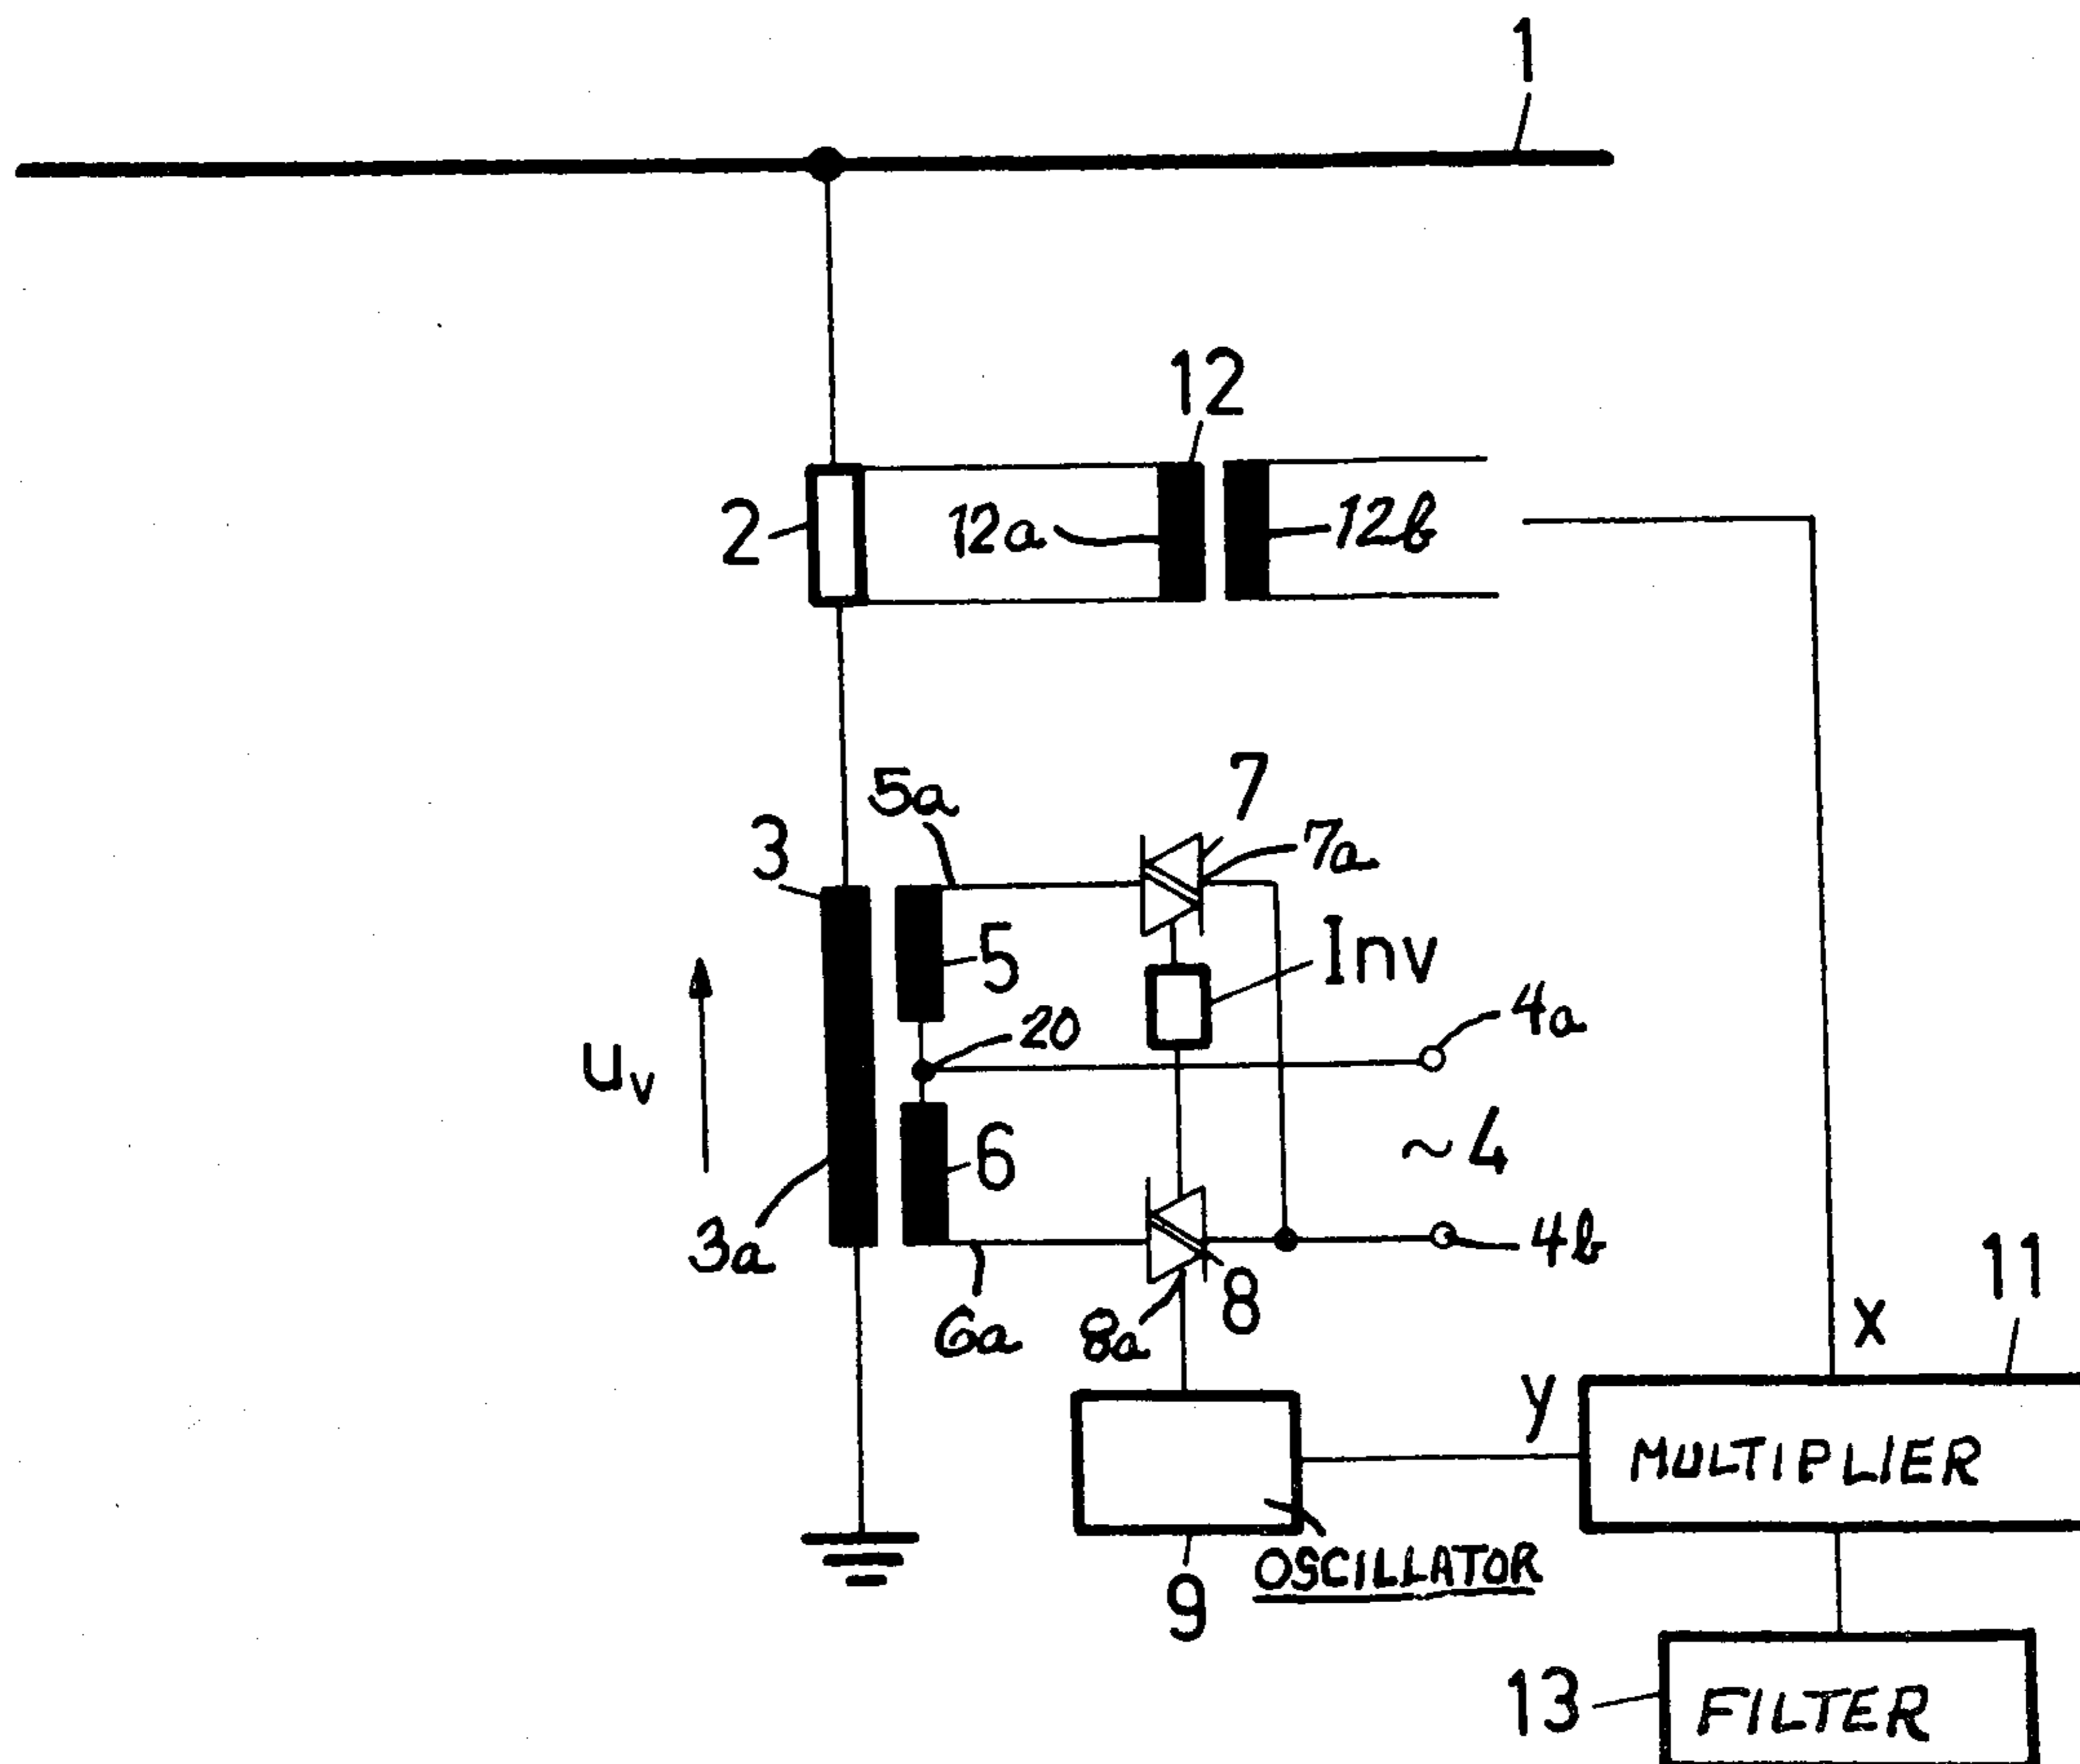 1
12
2
12a
12b
5a
7
7a
3
5
Inv
20
4a
u_v
6
~4
3a
4b
6a
8a
8
x
11
y
MULTIPLIER
OSCILLATOR
9
13
FILTER